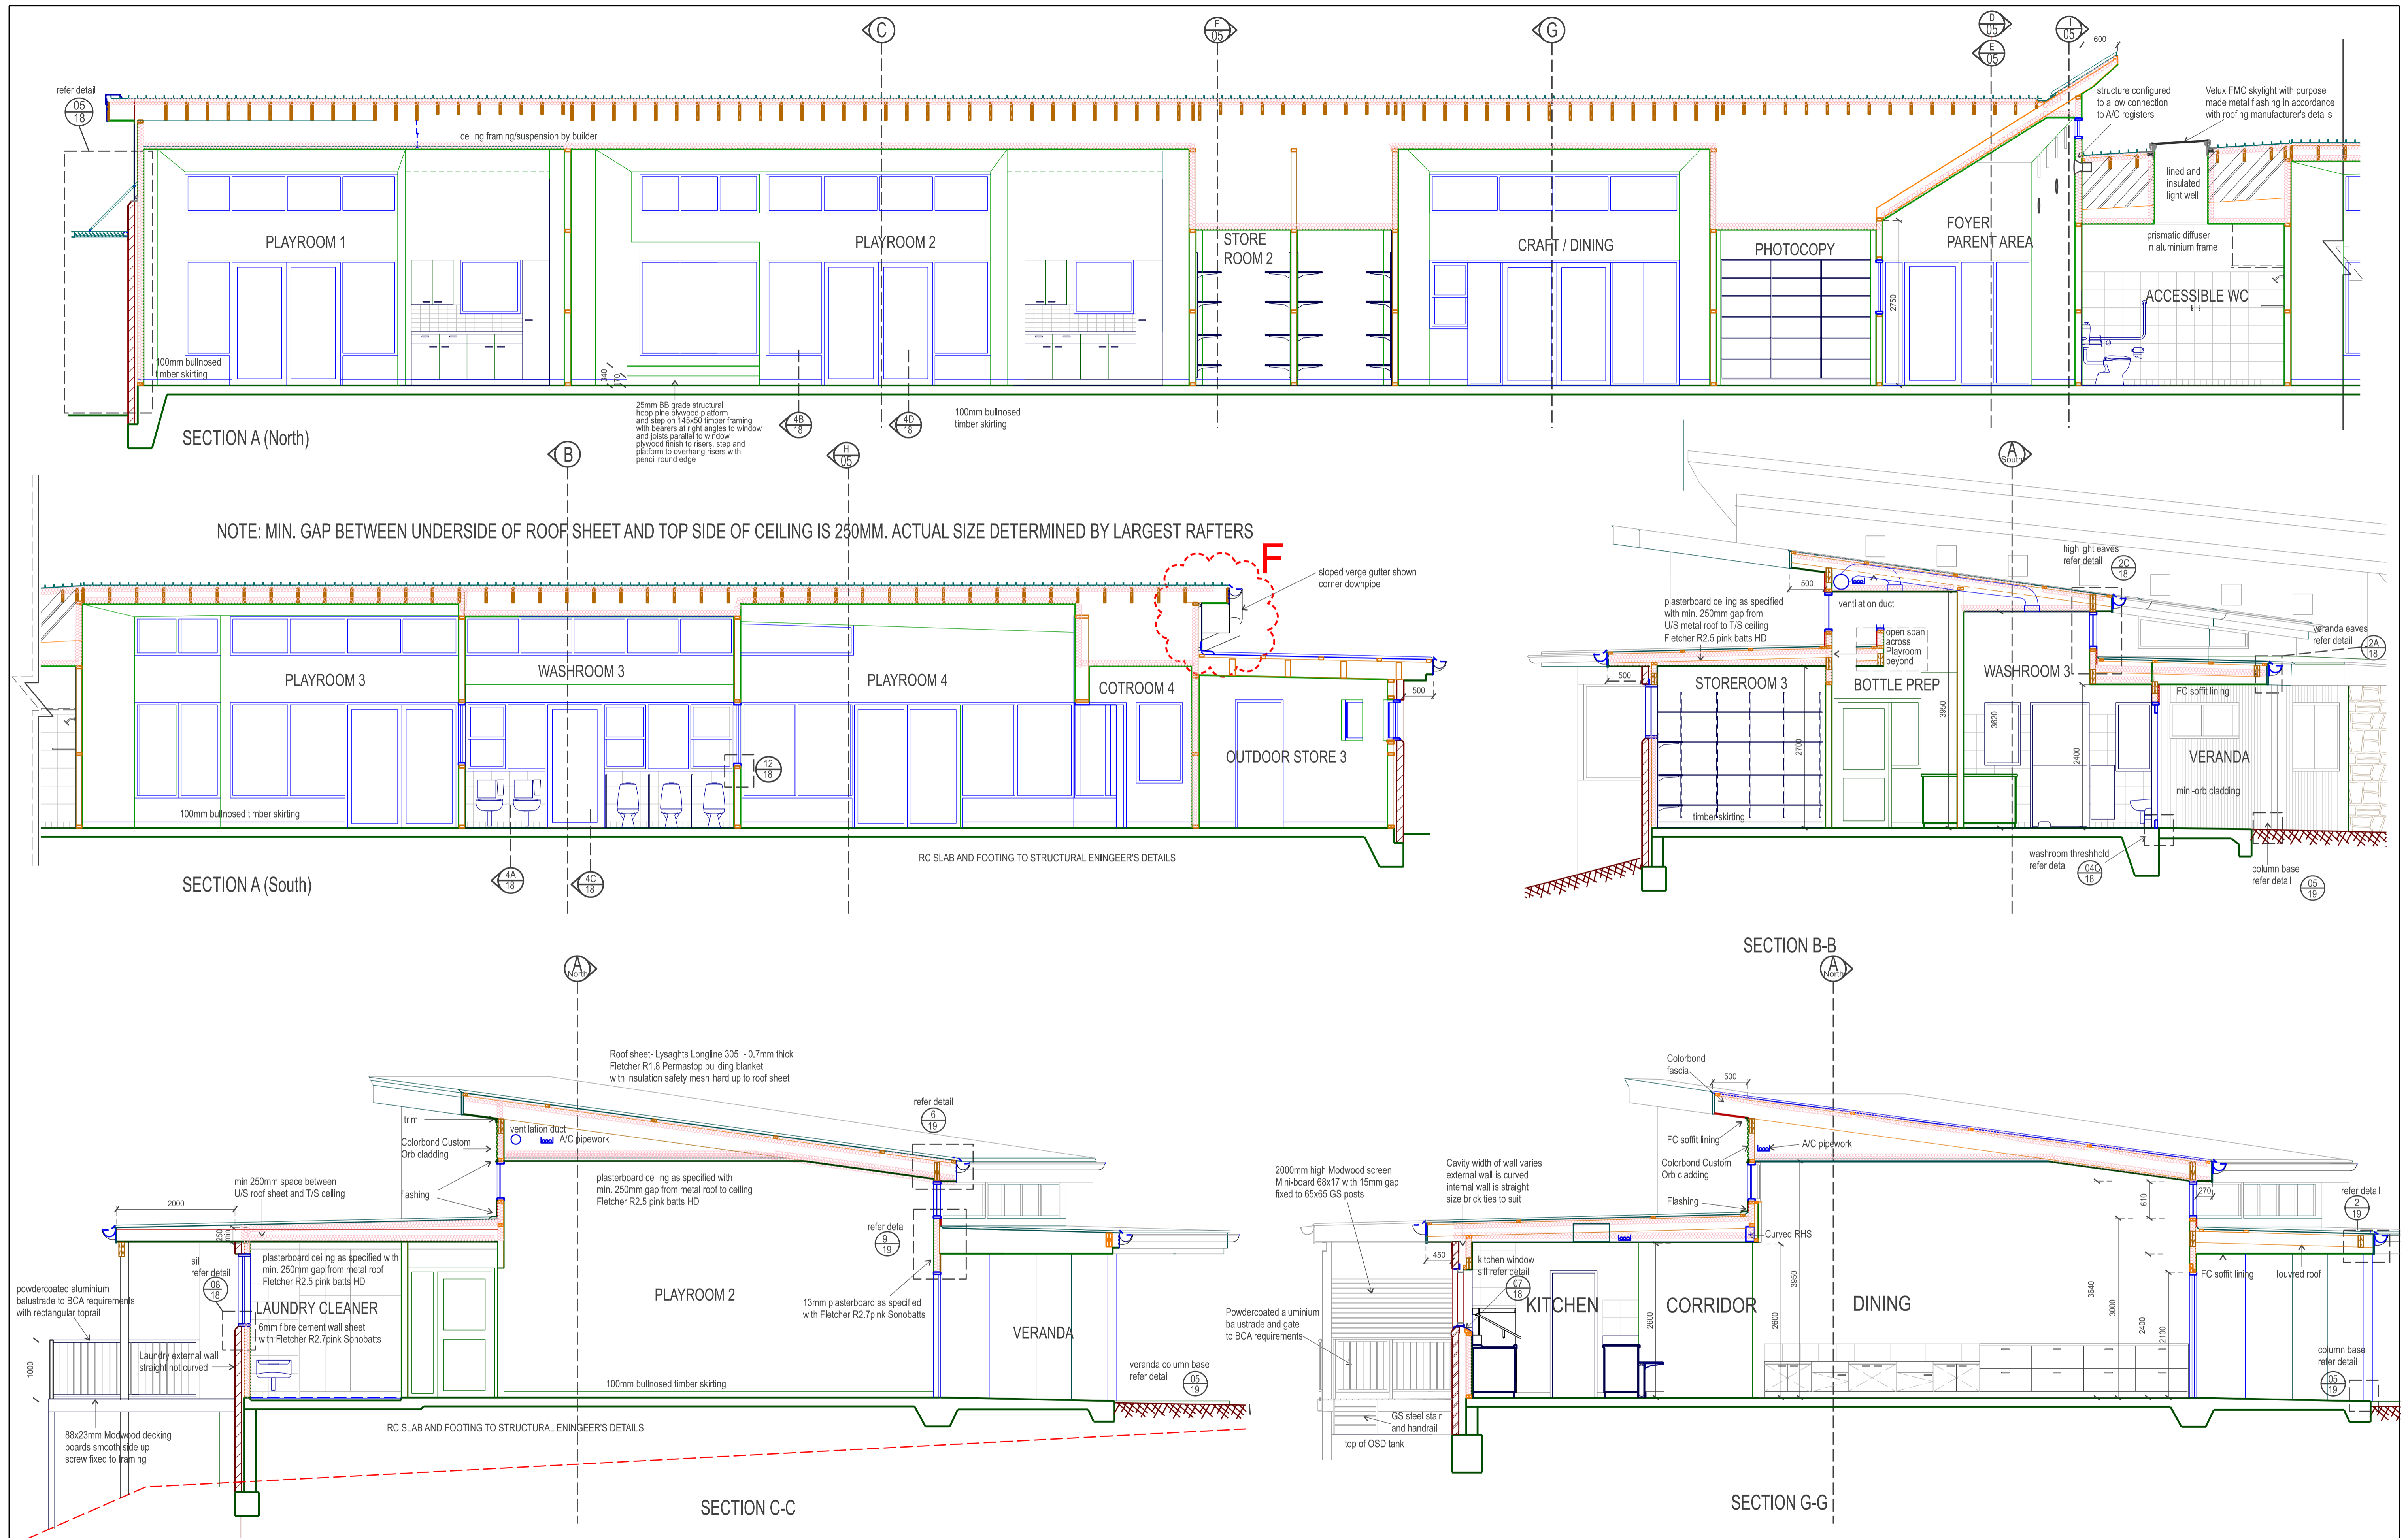 C
F
05
G
D
05
E
05
I
05
600
refer detail
05
18
ceiling framing/suspension by builder
structure configured
to allow connection
to A/C registers
Velux FMC skylight with purpose
made metal flashing in accordance
with roofing manufacturer's details
lined and
insulated
light well
PLAYROOM 1
PLAYROOM 2
STORE
ROOM 2
CRAFT / DINING
PHOTOCOPY
FOYER
PARENT AREA
prismatic diffuser
in aluminium frame
ACCESSIBLE WC
2750
100mm bullnosed
timber skirting
340
170
25mm BB grade structural
hoop pine plywood platform
and step on 145x50 timber framing
with bearers at right angles to window
and joists parallel to window
plywood finish to risers, step and
platform to overhang risers with
pencil round edge
4B
18
4D
18
100mm bullnosed
timber skirting
SECTION A (North)
B
H
05
A
South
NOTE: MIN. GAP BETWEEN UNDERSIDE OF ROOF SHEET AND TOP SIDE OF CEILING IS 250MM. ACTUAL SIZE DETERMINED BY LARGEST RAFTERS
F
sloped verge gutter shown
corner downpipe
PLAYROOM 3
WASHROOM 3
PLAYROOM 4
COTROOM 4
500
OUTDOOR STORE 3
12
18
100mm bullnosed timber skirting
RC SLAB AND FOOTING TO STRUCTURAL ENINGEER'S DETAILS
4A
18
4C
18
SECTION A (South)
highlight eaves
refer detail
2C
18
500
plasterboard ceiling as specified
with min. 250mm gap from
U/S metal roof to T/S ceiling
Fletcher R2.5 pink batts HD
ventilation duct
open span
across
Playroom
beyond
veranda eaves
refer detail
2A
18
500
STOREROOM 3
BOTTLE PREP
WASHROOM 3
FC soffit lining
3950
3620
2700
2400
VERANDA
mini-orb cladding
timber skirting
washroom threshhold
refer detail
04C
18
column base
refer detail
05
19
SECTION B-B
A
North
Roof sheet- Lysaghts Longline 305 - 0.7mm thick
Fletcher R1.8 Permastop building blanket
with insulation safety mesh hard up to roof sheet
refer detail
6
19
trim
Colorbond Custom
Orb cladding
ventilation duct
A/C pipework
min 250mm space between
U/S roof sheet and T/S ceiling
flashing
plasterboard ceiling as specified with
min. 250mm gap from metal roof to ceiling
Fletcher R2.5 pink batts HD
2000
250
min
refer detail
9
19
sill
refer detail
08
18
plasterboard ceiling as specified with
min. 250mm gap from metal roof
Fletcher R2.5 pink batts HD
powdercoated aluminium
balustrade to BCA requirements
with rectangular toprail
LAUNDRY CLEANER
6mm fibre cement wall sheet
with Fletcher R2.7pink Sonobatts
PLAYROOM 2
13mm plasterboard as specified
with Fletcher R2.7pink Sonobatts
VERANDA
1000
Laundry external wall
straight not curved
100mm bullnosed timber skirting
veranda column base
refer detail
05
19
88x23mm Modwood decking
boards smooth side up
screw fixed to framing
RC SLAB AND FOOTING TO STRUCTURAL ENINGEER'S DETAILS
SECTION C-C
A
North
Colorbond
fascia
500
FC soffit lining
A/C pipework
Colorbond Custom
Orb cladding
2000mm high Modwood screen
Mini-board 68x17 with 15mm gap
fixed to 65x65 GS posts
Cavity width of wall varies
external wall is curved
internal wall is straight
size brick ties to suit
Flashing
Curved RHS
270
610
refer detail
2
19
450
kitchen window
sill refer detail
07
18
FC soffit lining
louvred roof
Powdercoated aluminium
balustrade and gate
to BCA requirements
KITCHEN
CORRIDOR
DINING
2600
2600
3950
3640
3000
2400
2100
column base
refer detail
05
19
GS steel stair
and handrail
top of OSD tank
SECTION G-G